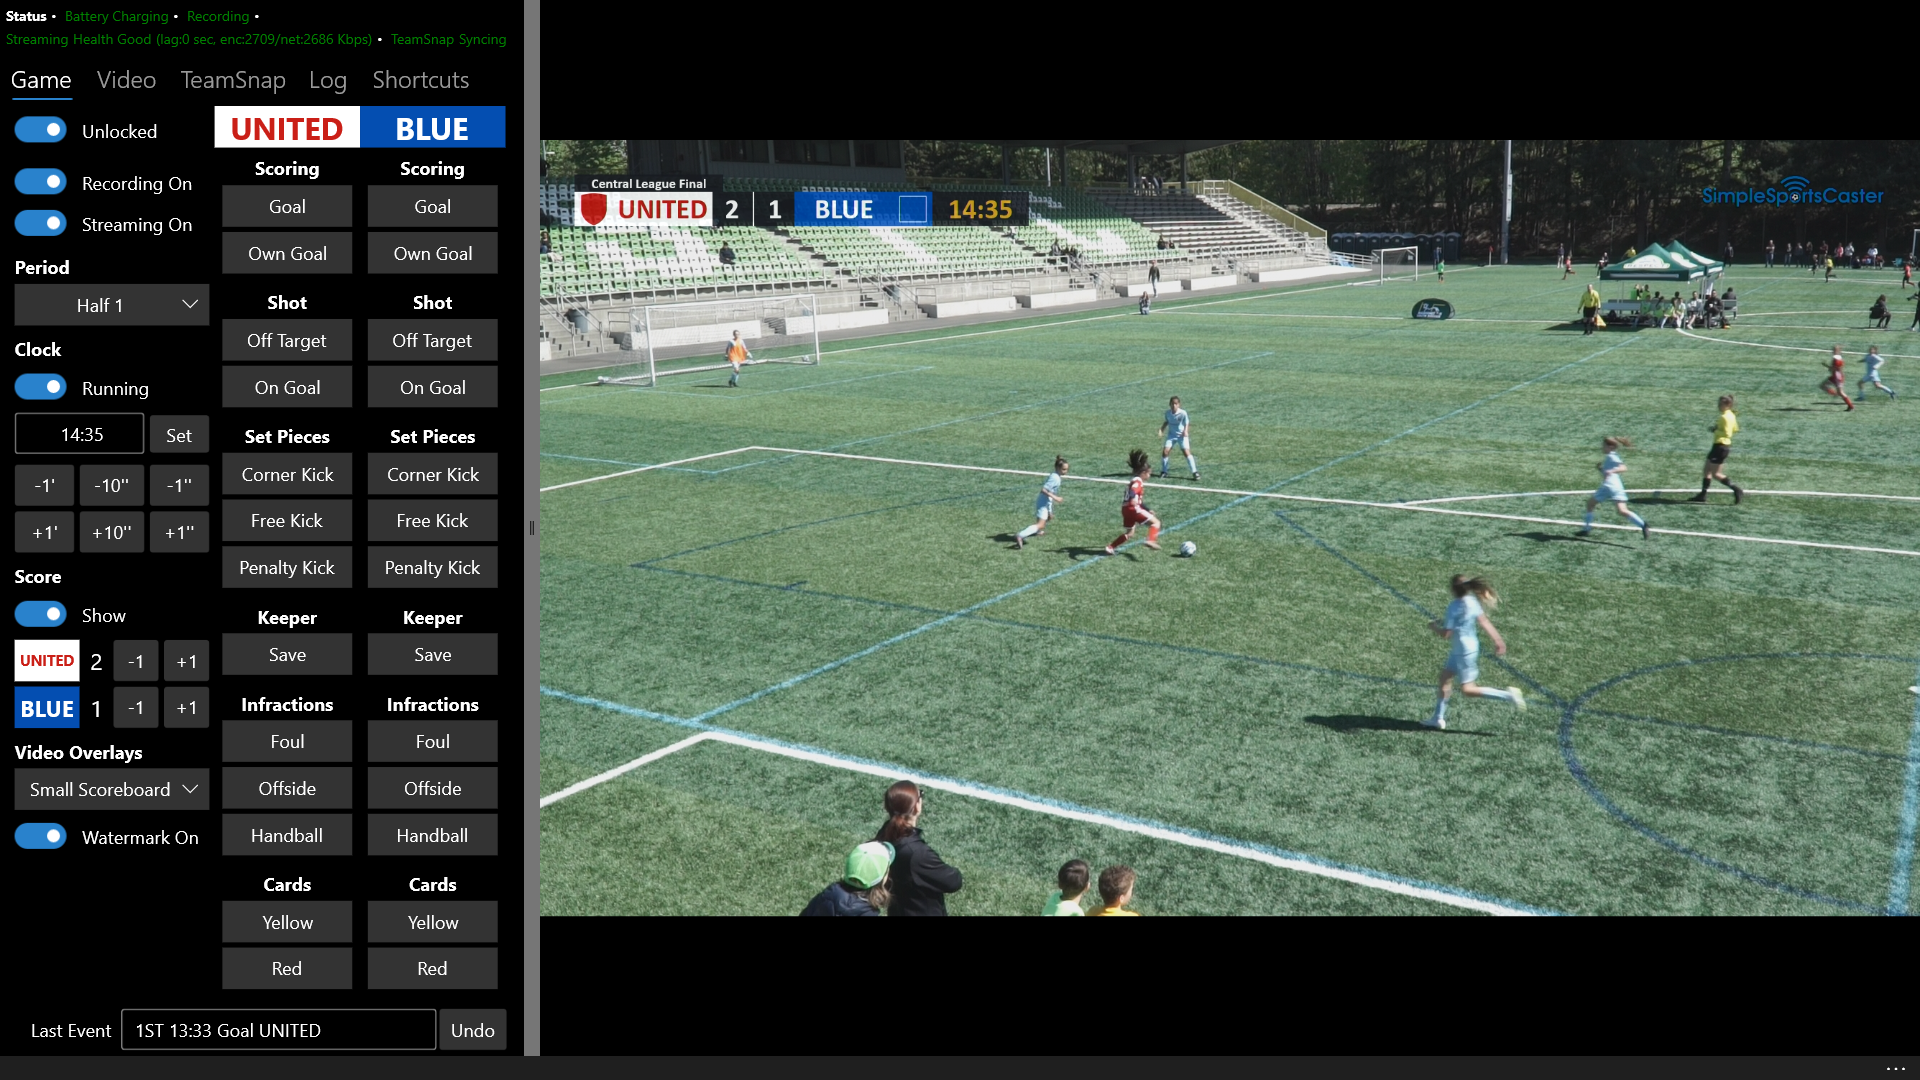 Status • Battery Charging • Recording •
Streaming Health Good (lag:0 sec, enc:2709/net:2686 Kbps) • TeamSnap Syncing
Game Video TeamSnap Log Shortcuts
Unlocked
Recording On
Streaming On
Period
Half 1
Clock
Running
14:35 Set
-1' -10'' -1''
+1' +10'' +1''
Score
Show
UNITED 2 -1 +1
BLUE 1 -1 +1
Video Overlays
Small Scoreboard
Watermark On
UNITED BLUE
Scoring Scoring
Goal Goal
Own Goal Own Goal
Shot Shot
Off Target Off Target
On Goal On Goal
Set Pieces Set Pieces
Corner Kick Corner Kick
Free Kick Free Kick
Penalty Kick Penalty Kick
Keeper Keeper
Save Save
Infractions Infractions
Foul Foul
Offside Offside
Handball Handball
Cards Cards
Yellow Yellow
Red Red
Last Event 1ST 13:33 Goal UNITED Undo
Central League Final
UNITED 2 1 BLUE 14:35
SimpleSportsCaster